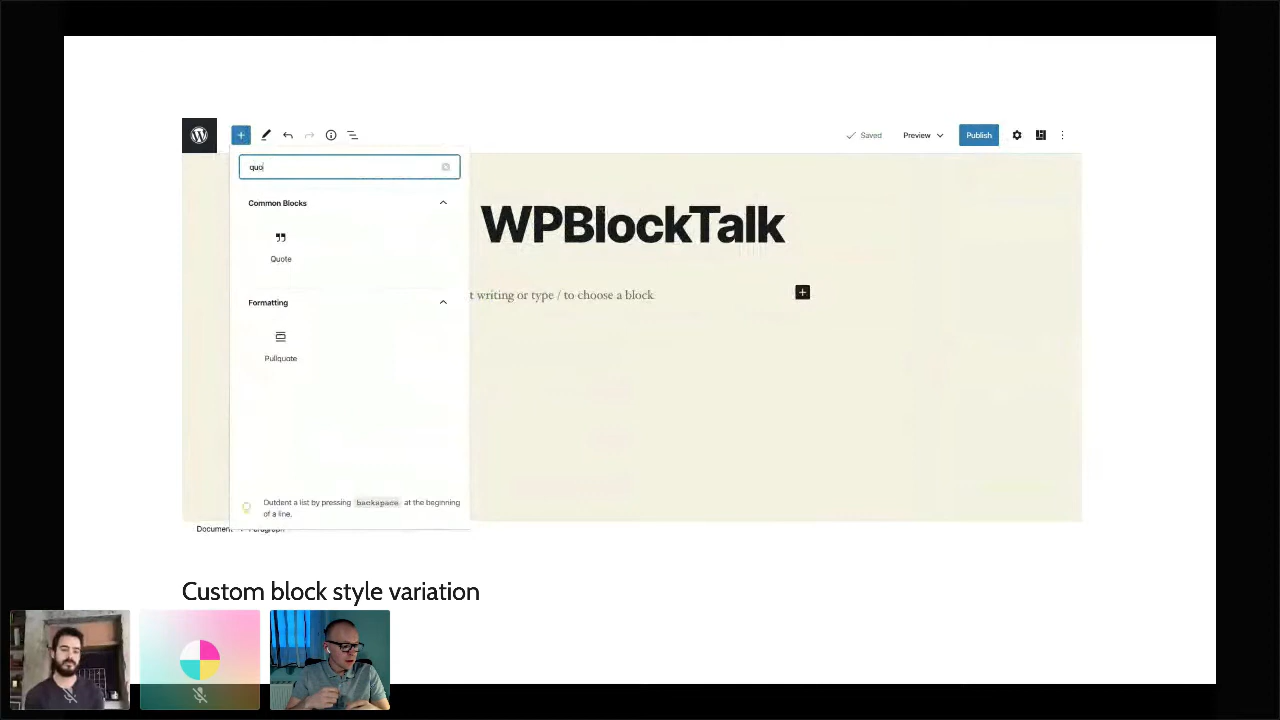 Saved
Preview
Publish
quo
Common Blocks
WPBlockTalk
Quote
t writing or type / to choose a block
Formatting
Pullquote
Outdent a list by pressing backspace at the beginning
of a line.
Document
Paragraph
Custom block style variation